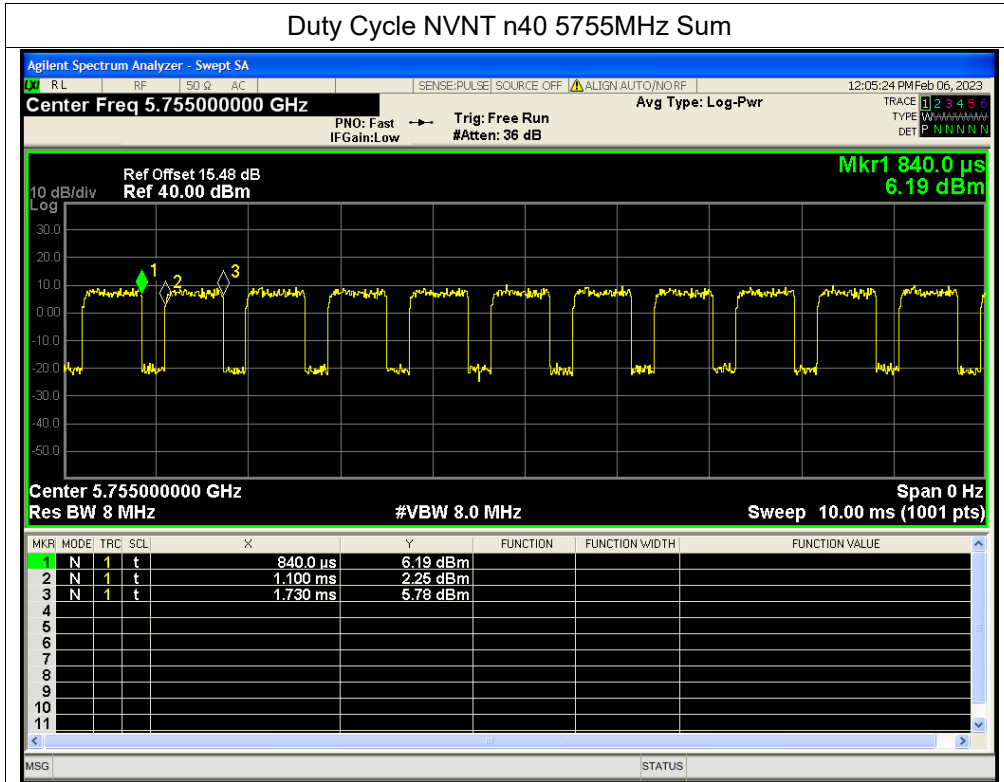 Duty Cycle NVNT n40 5755MHz Sum
Agilent Spectrum Analyzer - Swept SA
LXI RL RF 50 Ω AC SENSE:PULSE SOURCE OFF ALIGN AUTO/NO RF 12:05:24 PM Feb 06, 2023
Center Freq 5.755000000 GHz Avg Type: Log-Pwr TRACE 1 2 3 4 5 6
PNO: Fast Trig: Free Run TYPE W
IFGain:Low #Atten: 36 dB DET P N N N N N
Mkr1 840.0 µs
Ref Offset 15.48 dB 6.19 dBm
10 dB/div Ref 40.00 dBm
Log
30.0
20.0
1 2 3
10.0
0.00
-10.0
-20.0
-30.0
-40.0
-50.0
Center 5.755000000 GHz Span 0 Hz
Res BW 8 MHz #VBW 8.0 MHz Sweep 10.00 ms (1001 pts)
MKR MODE TRC SCL X Y FUNCTION FUNCTION WIDTH FUNCTION VALUE
1 N 1 t 840.0 µs 6.19 dBm
2 N 1 t 1.100 ms 2.25 dBm
3 N 1 t 1.730 ms 5.78 dBm
4
5
6
7
8
9
10
11
MSG STATUS